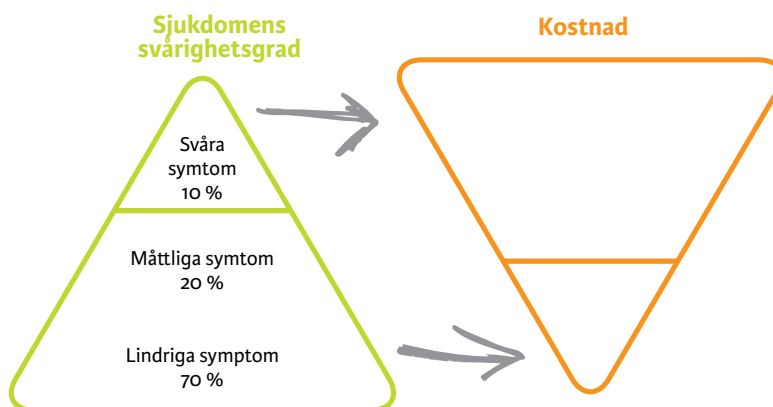 Sjukdomens
svårighetsgrad
Kostnad
Svåra
symtom
10 %
Måttliga symtom
20 %
Lindriga symptom
70 %